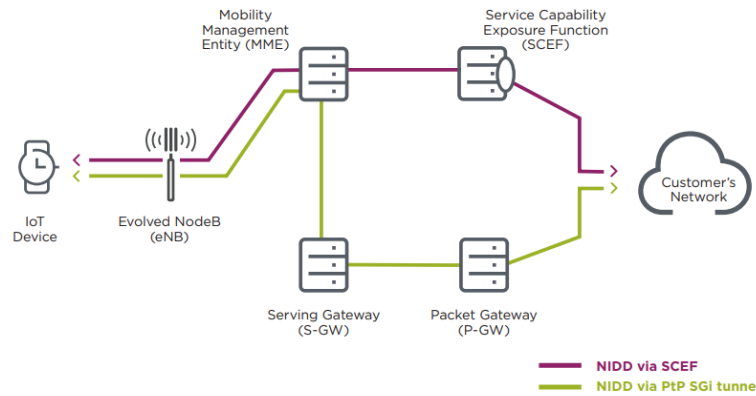 Mobility
Management
Entity (MME)
Service Capability
Exposure Function
(SCEF)
IoT
Device
Evolved NodeB
(eNB)
Customer's
Network
Serving Gateway
(S-GW)
Packet Gateway
(P-GW)
NIDD via SCEF
NIDD via PtP SGi tunne